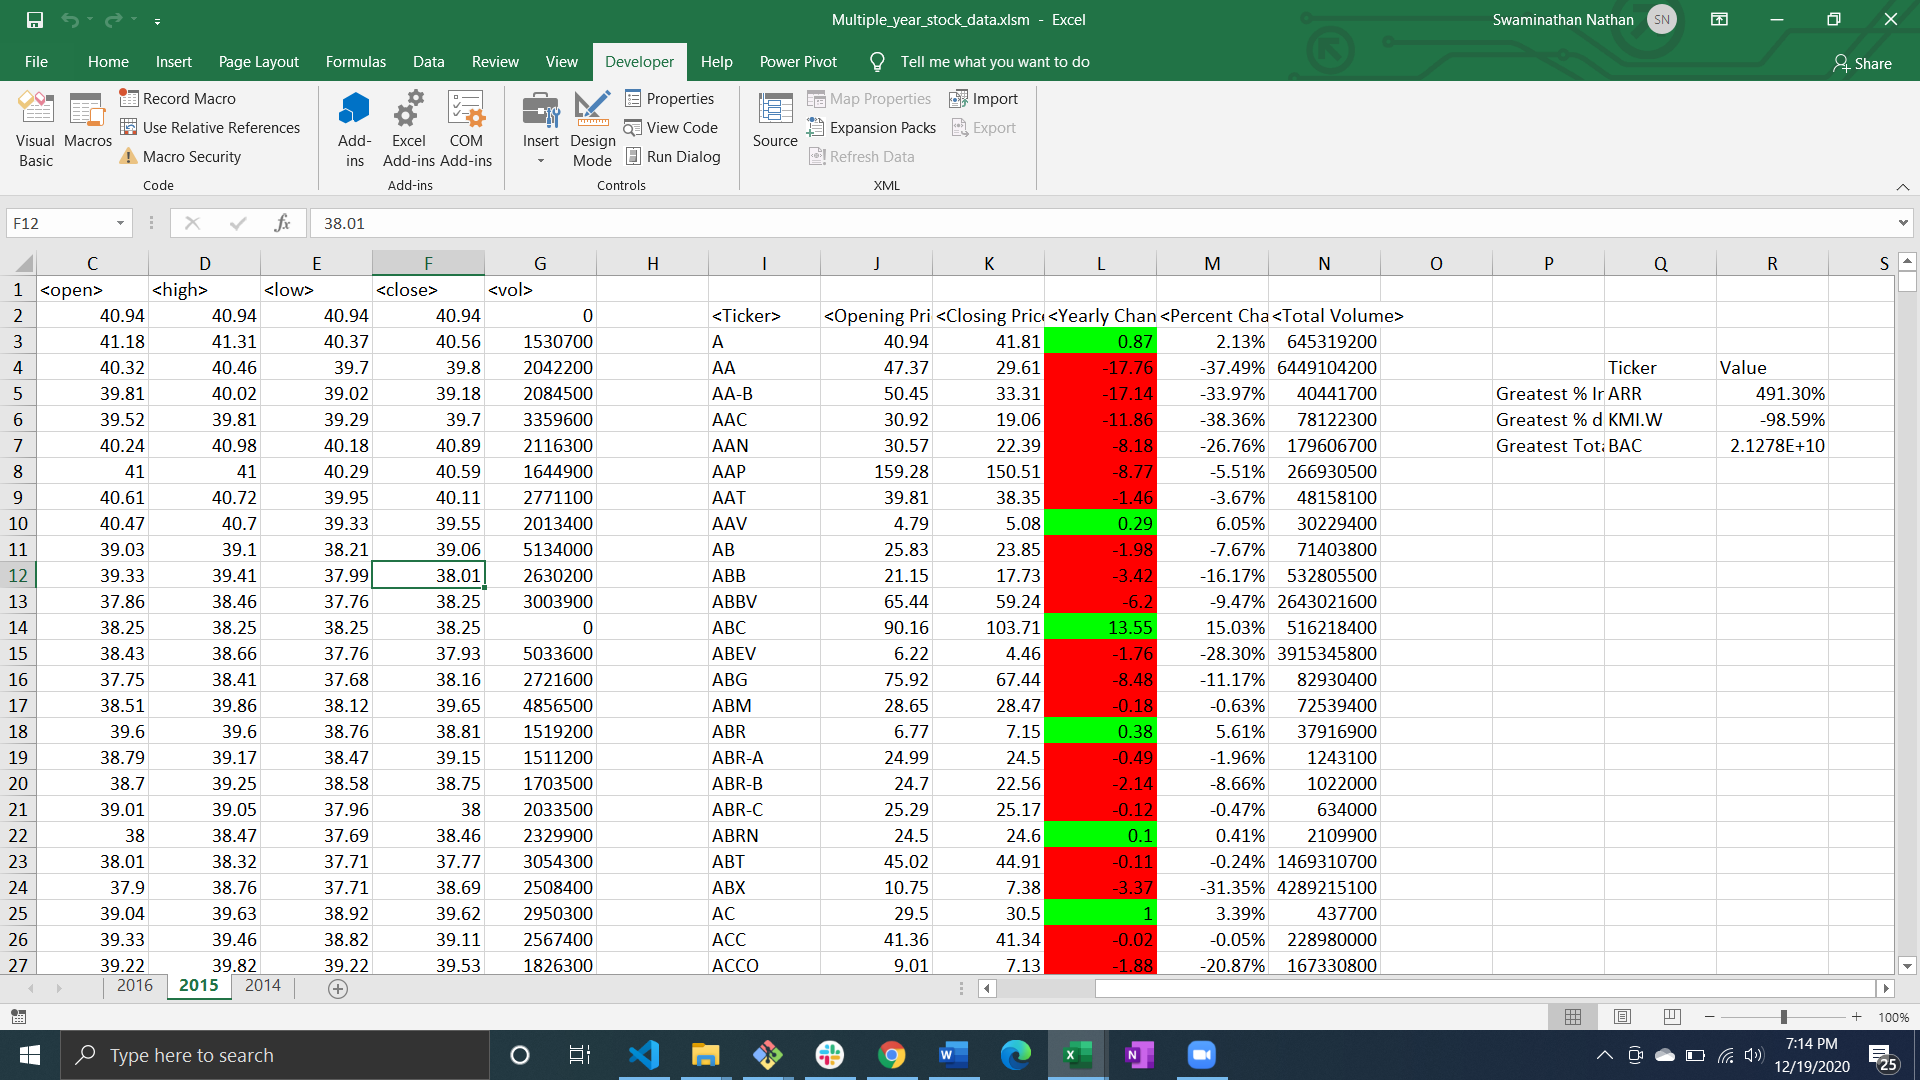 Multiple_year_stock_data.xlsm - Excel
Swaminathan Nathan SN
File Home Insert Page Layout Formulas Data Review View Developer Help Power Pivot Tell me what you want to do Share
Visual Basic
Macros
Record Macro
Use Relative References
Macro Security
Code
Add-ins
Excel Add-ins
COM Add-ins
Add-ins
Insert
Design Mode
Properties
View Code
Run Dialog
Controls
Source
Map Properties
Expansion Packs
Refresh Data
Import
Export
XML
F12 fx 38.01
C D E F G H I J K L M N O P Q R S
1 <open> <high> <low> <close> <vol>
2 40.94 40.94 40.94 40.94 0 <Ticker> <Opening Pri <Closing Pric <Yearly Chan <Percent Cha <Total Volume>
3 41.18 41.31 40.37 40.56 1530700 A 40.94 41.81 0.87 2.13% 645319200
4 40.32 40.46 39.7 39.8 2042200 AA 47.37 29.61 -17.76 -37.49% 6449104200 Ticker Value
5 39.81 40.02 39.02 39.18 2084500 AA-B 50.45 33.31 -17.14 -33.97% 40441700 Greatest % In ARR 491.30%
6 39.52 39.81 39.29 39.7 3359600 AAC 30.92 19.06 -11.86 -38.36% 78122300 Greatest % d KMI.W -98.59%
7 40.24 40.98 40.18 40.89 2116300 AAN 30.57 22.39 -8.18 -26.76% 179606700 Greatest Tota BAC 2.1278E+10
8 41 41 40.29 40.59 1644900 AAP 159.28 150.51 -8.77 -5.51% 266930500
9 40.61 40.72 39.95 40.11 2771100 AAT 39.81 38.35 -1.46 -3.67% 48158100
10 40.47 40.7 39.33 39.55 2013400 AAV 4.79 5.08 0.29 6.05% 30229400
11 39.03 39.1 38.21 39.06 5134000 AB 25.83 23.85 -1.98 -7.67% 71403800
12 39.33 39.41 37.99 38.01 2630200 ABB 21.15 17.73 -3.42 -16.17% 532805500
13 37.86 38.46 37.76 38.25 3003900 ABBV 65.44 59.24 -6.2 -9.47% 2643021600
14 38.25 38.25 38.25 38.25 0 ABC 90.16 103.71 13.55 15.03% 516218400
15 38.43 38.66 37.76 37.93 5033600 ABEV 6.22 4.46 -1.76 -28.30% 3915345800
16 37.75 38.41 37.68 38.16 2721600 ABG 75.92 67.44 -8.48 -11.17% 82930400
17 38.51 39.86 38.12 39.65 4856500 ABM 28.65 28.47 -0.18 -0.63% 72539400
18 39.6 39.6 38.76 38.81 1519200 ABR 6.77 7.15 0.38 5.61% 37916900
19 38.79 39.17 38.47 39.15 1511200 ABR-A 24.99 24.5 -0.49 -1.96% 1243100
20 38.7 39.25 38.58 38.75 1703500 ABR-B 24.7 22.56 -2.14 -8.66% 1022000
21 39.01 39.05 37.96 38 2033500 ABR-C 25.29 25.17 -0.12 -0.47% 634000
22 38 38.47 37.69 38.46 2329900 ABRN 24.5 24.6 0.1 0.41% 2109900
23 38.01 38.32 37.71 37.77 3054300 ABT 45.02 44.91 -0.11 -0.24% 1469310700
24 37.9 38.76 37.71 38.69 2508400 ABX 10.75 7.38 -3.37 -31.35% 4289215100
25 39.04 39.63 38.92 39.62 2950300 AC 29.5 30.5 1 3.39% 437700
26 39.33 39.46 38.82 39.11 2567400 ACC 41.36 41.34 -0.02 -0.05% 228980000
27 39.22 39.82 39.22 39.53 1826300 ACCO 9.01 7.13 -1.88 -20.87% 167330800
2016 2015 2014
100%
Type here to search
7:14 PM
12/19/2020
25